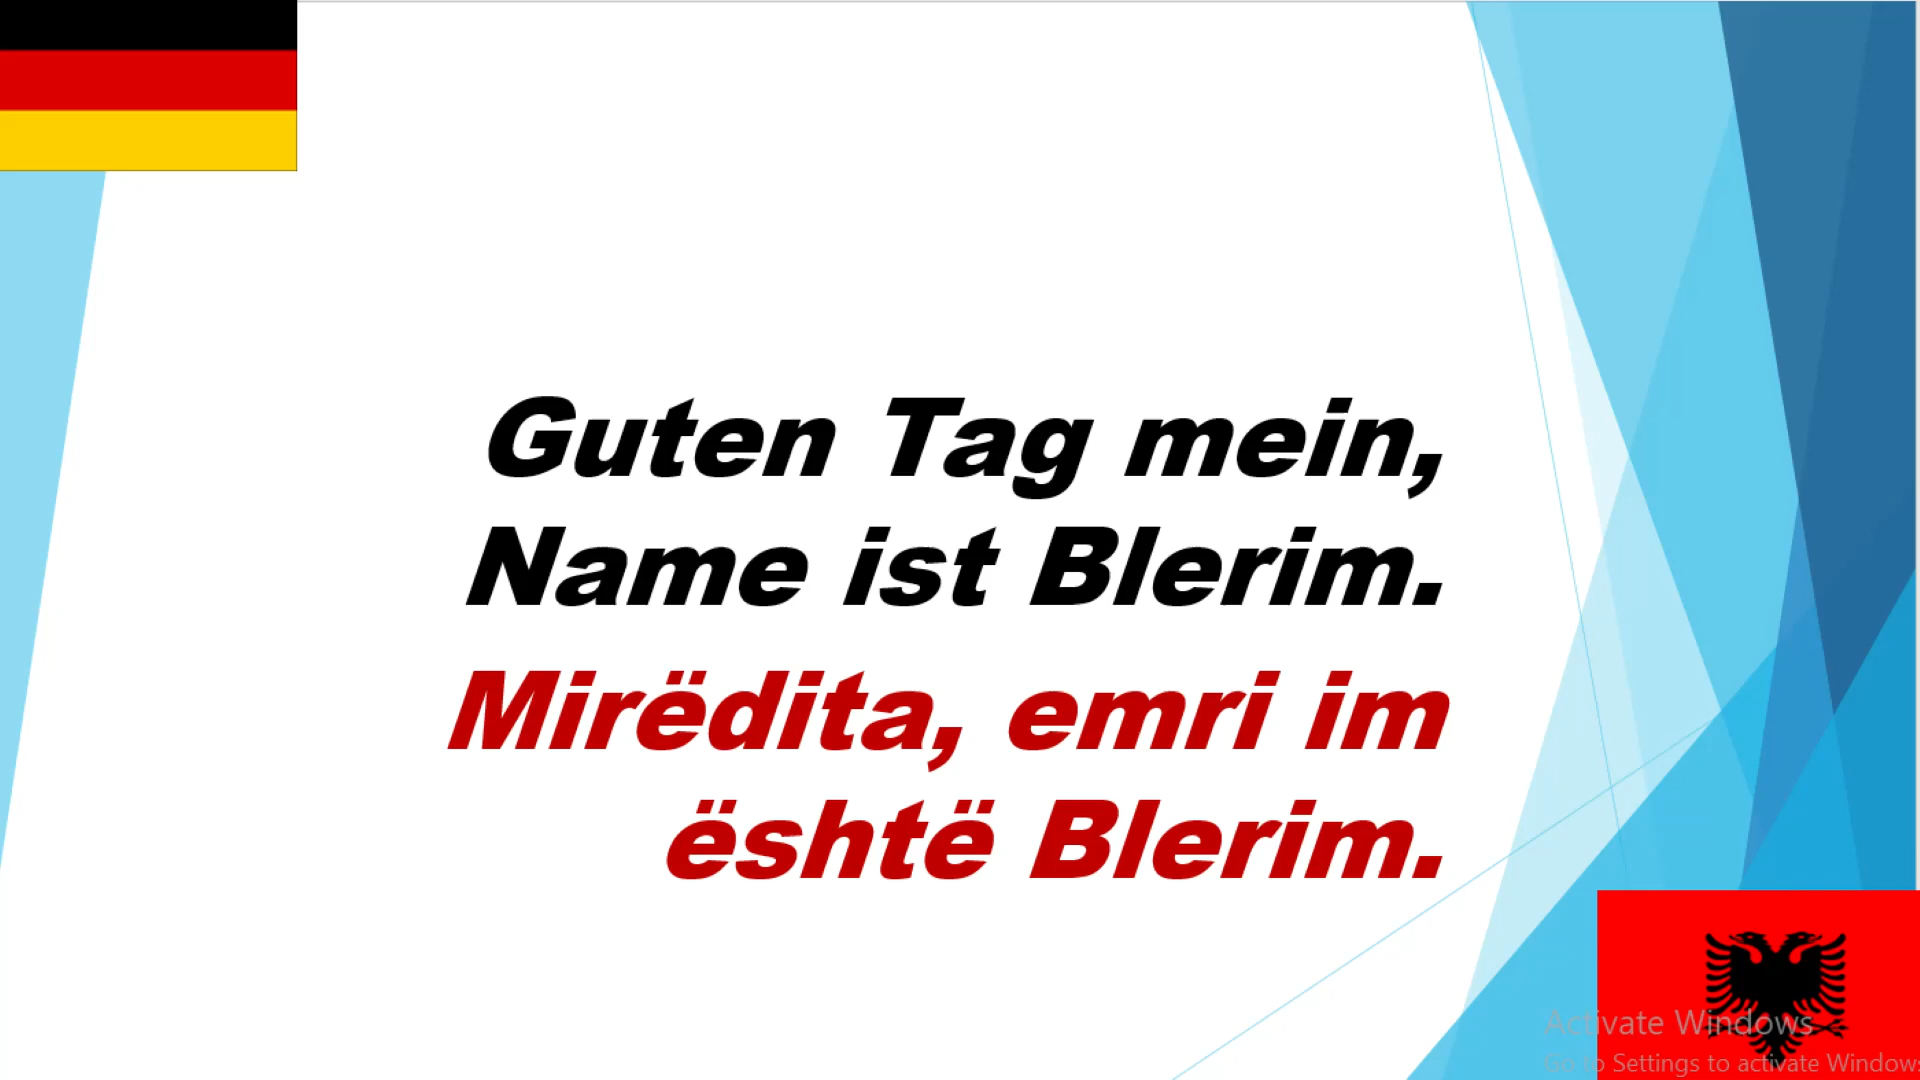 Guten Tag mein,
Name ist Blerim.
Mirëdita, emri im
është Blerim.
Activate Windows
Go to Settings to activate Windows